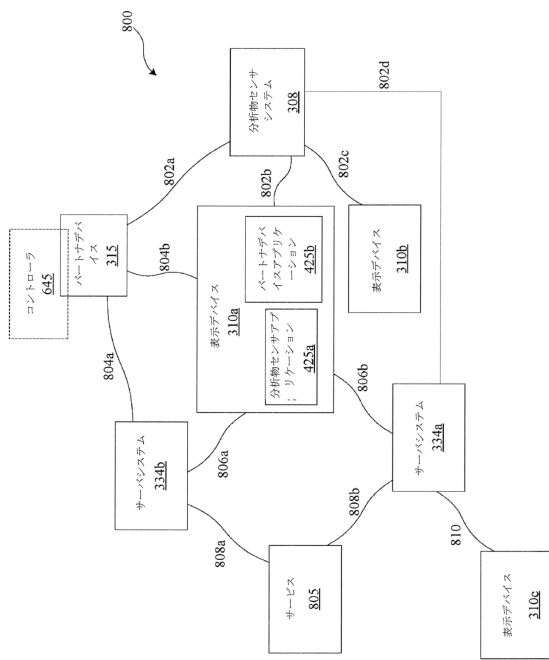 800
コントローラ
645
パートナデバ
イス
315
802a
分析物センサ
システム
308
802d
804b
802b
802c
804a
表示デバイス
310a
パートナデバ
イスアプリケ
ーション
425b
分析物センサアプ
; リケーション
425a
表示デバイス
310b
サーバシステム
334b
806a
806b
サーバシステム
334a
808a
808b
サービス
805
810
表示デバイス
310c